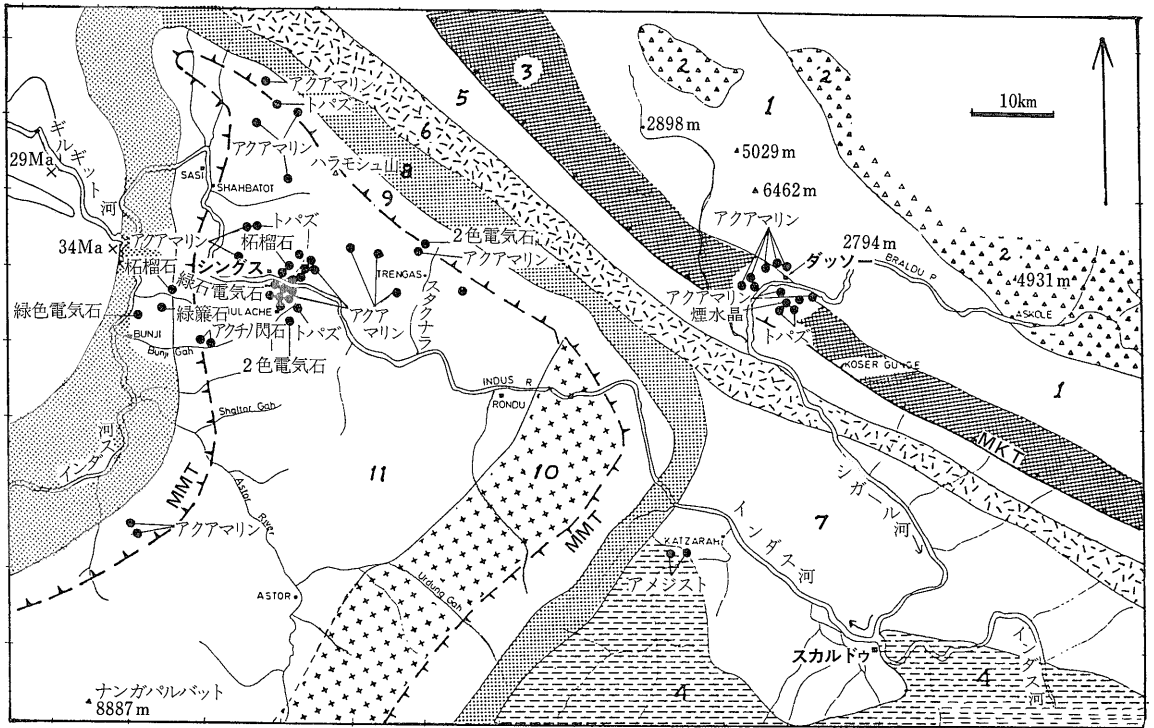 アクアマリン
トパズ
アクアマリン
ハラモシュ山
8
9
ギルギット河
29Ma
34Ma
SASI
SHAHBATOT
アクアマリン
トパズ
柘榴石
柘榴石
シングス
緑石電気石
緑色電気石
緑簾石
ULACHE
アクチノ閃石
トパズ
2色電気石
アクアマリン
2色電気石
アクアマリン
TRENGAS
スタクナラ
BUNJI
Bunji Gah
Shaltar Gah
インダス河
MMT
アクアマリン
Astor River
ASTOR
ナンガパルバット
8887m
11
INDUS R.
RONDU
10
MMT
Urdung Gah
5
6
3
2
1
2
10km
2898m
5029m
6462m
アクアマリン
2794m
ダッソー
BRALDU
4931m
ASKOLE
アクアマリン
煙水晶
トパズ
KOSER GUNGE
1
MKT
シガール河
7
インダス河
KATZARAH
アメジスト
スカルドゥ
4
4
インダス河